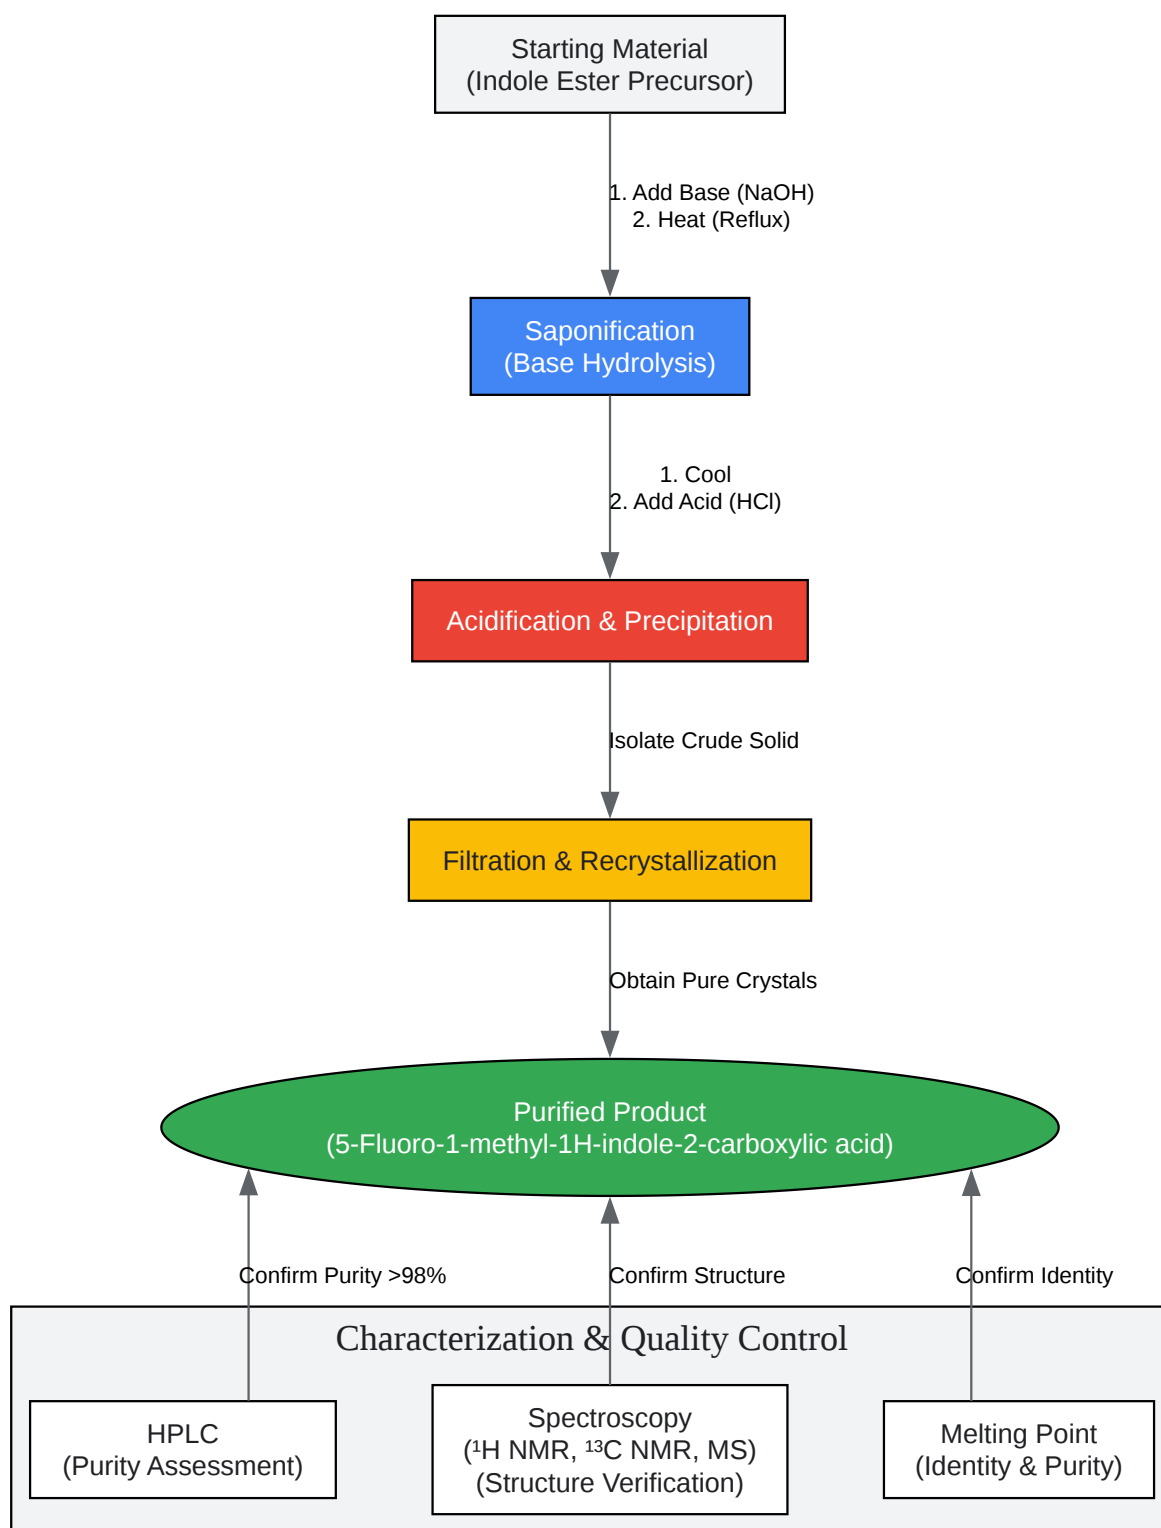 Starting Material
(Indole Ester Precursor)
1. Add Base (NaOH)
2. Heat (Reflux)
Saponification
(Base Hydrolysis)
1. Cool
2. Add Acid (HCl)
Acidification & Precipitation
Isolate Crude Solid
Filtration & Recrystallization
Obtain Pure Crystals
Purified Product
(5-Fluoro-1-methyl-1H-indole-2-carboxylic acid)
Confirm Purity >98%
Confirm Structure
Confirm Identity
Characterization & Quality Control
HPLC
(Purity Assessment)
Spectroscopy
(¹H NMR, ¹³C NMR, MS)
(Structure Verification)
Melting Point
(Identity & Purity)